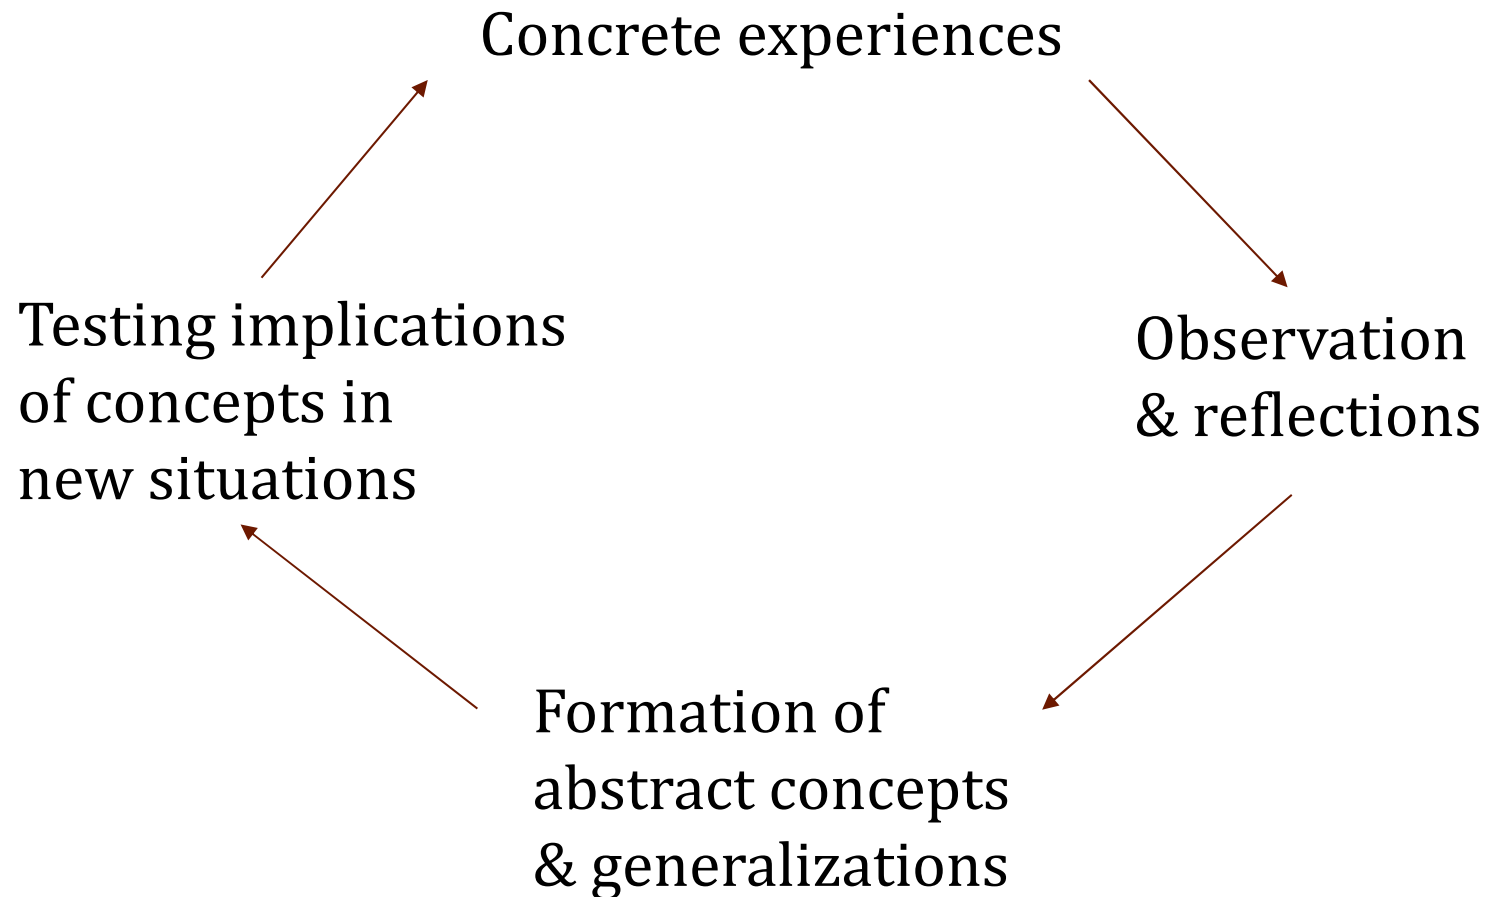 Concrete experiences
Testing implications
of concepts in
new situations
Observation
& reflections
Formation of
abstract concepts
& generalizations